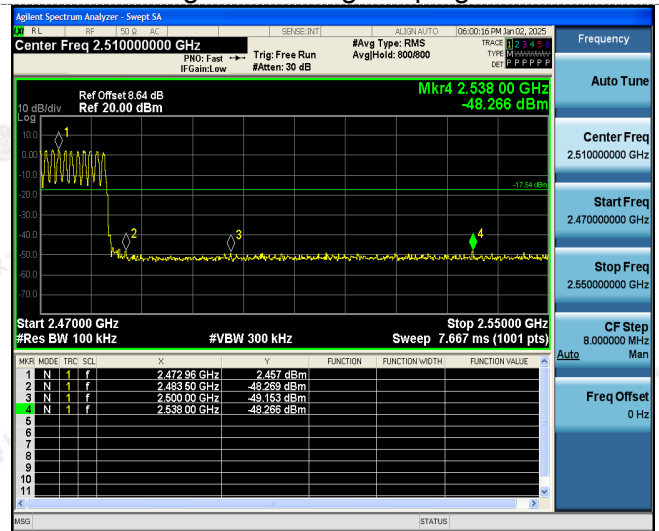 Agilent Spectrum Analyzer - Swept SA
RL RF 50 Ω AC SENSE:INT ALIGN AUTO 06:00:16 PM Jan 02, 2025
Center Freq 2.510000000 GHz
PNO: Fast
IFGain:Low
Trig: Free Run
#Atten: 30 dB
#Avg Type: RMS
Avg|Hold: 800/800
TRACE 1 2 3 4 5 6
TYPE M
DET P P P P P P
Ref Offset 8.64 dB
10 dB/div Ref 20.00 dBm
Log
Mkr4 2.538 00 GHz
-48.266 dBm
10.0
0.00
-10.0
-20.0
-30.0
-40.0
-50.0
-60.0
-70.0
1
2
3
4
-17.54 dBm
Start 2.47000 GHz Stop 2.55000 GHz
#Res BW 100 kHz #VBW 300 kHz Sweep 7.667 ms (1001 pts)
MKR MODE TRC SCL X Y FUNCTION FUNCTION WIDTH FUNCTION VALUE
1 N 1 f 2.472 96 GHz 2.457 dBm
2 N 1 f 2.483 50 GHz -48.269 dBm
3 N 1 f 2.500 00 GHz -49.153 dBm
4 N 1 f 2.538 00 GHz -48.266 dBm
5
6
7
8
9
10
11
MSG STATUS
Frequency
Auto Tune
Center Freq
2.510000000 GHz
Start Freq
2.470000000 GHz
Stop Freq
2.550000000 GHz
CF Step
8.000000 MHz
Auto Man
Freq Offset
0 Hz